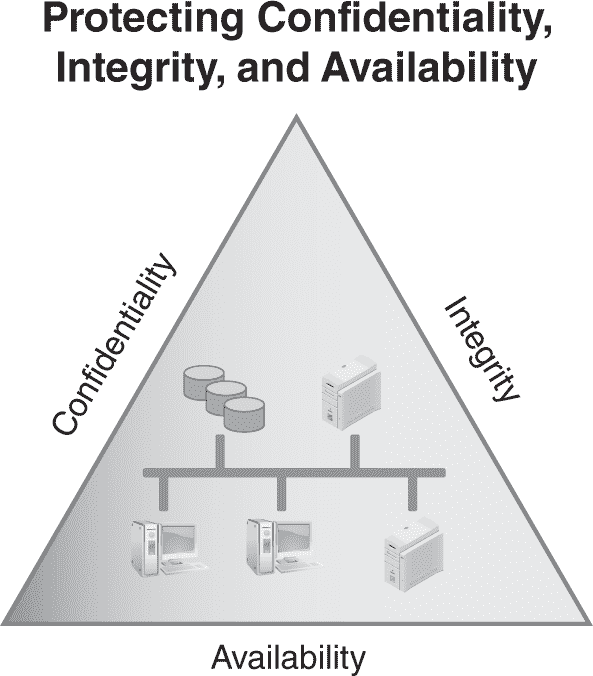 Protecting Confidentiality,
Integrity, and Availability
Confidentiality
Integrity
Availability